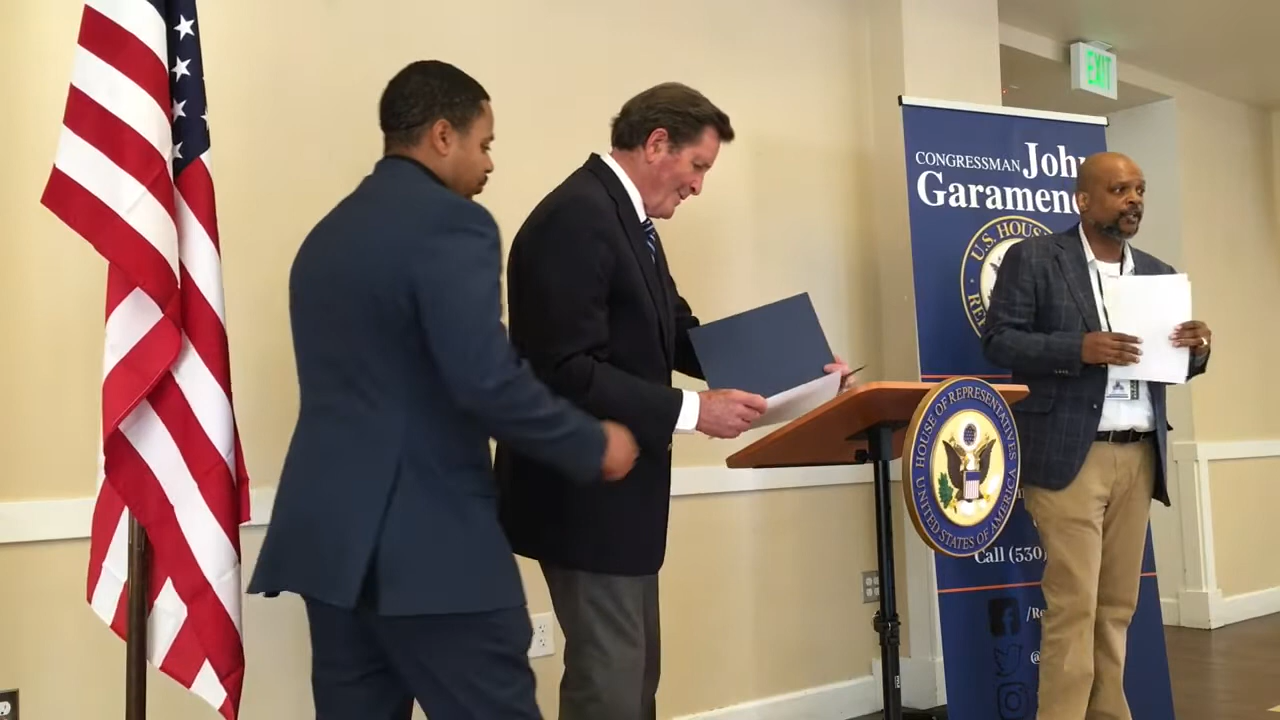 EXIT
CONGRESSMAN John
Garamend
U.S. HOUSE
HOUSE OF REPRESENTATIVES
UNITED STATES OF AMERICA
Call (530)